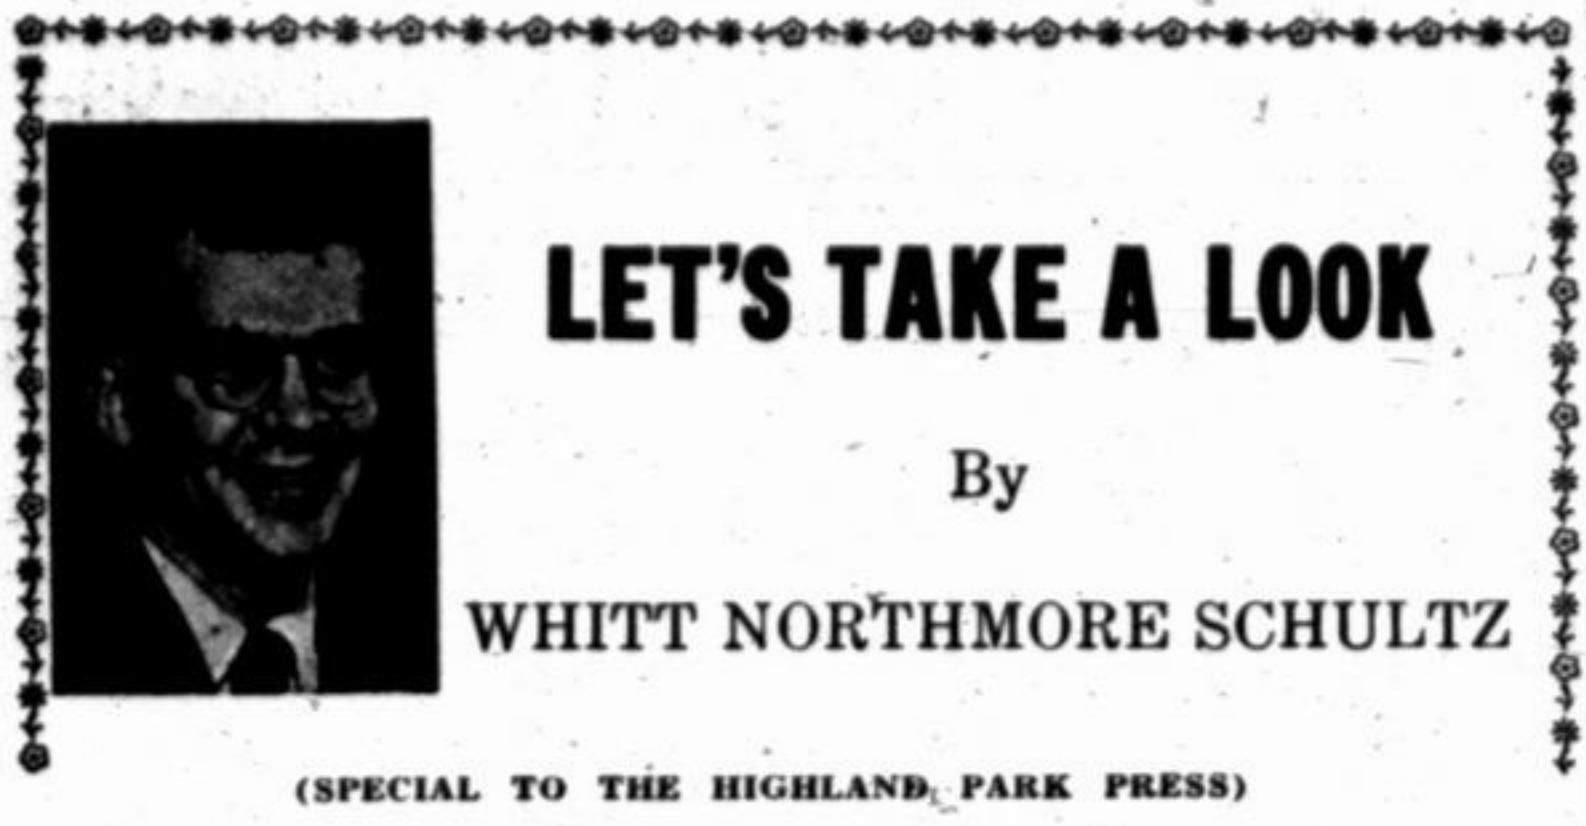 LET'S TAKE A LOOK
By
WHITT NORTHMORE SCHULTZ
(SPECIAL TO THE HIGHLAND PARK PRESS)